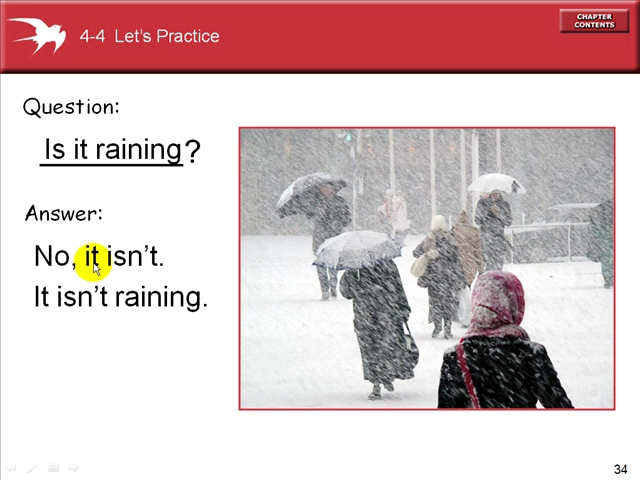 4-4 Let's Practice
CHAPTER
CONTENTS
Question:
Is it raining?
Answer:
No, it isn't.
It isn't raining.
34